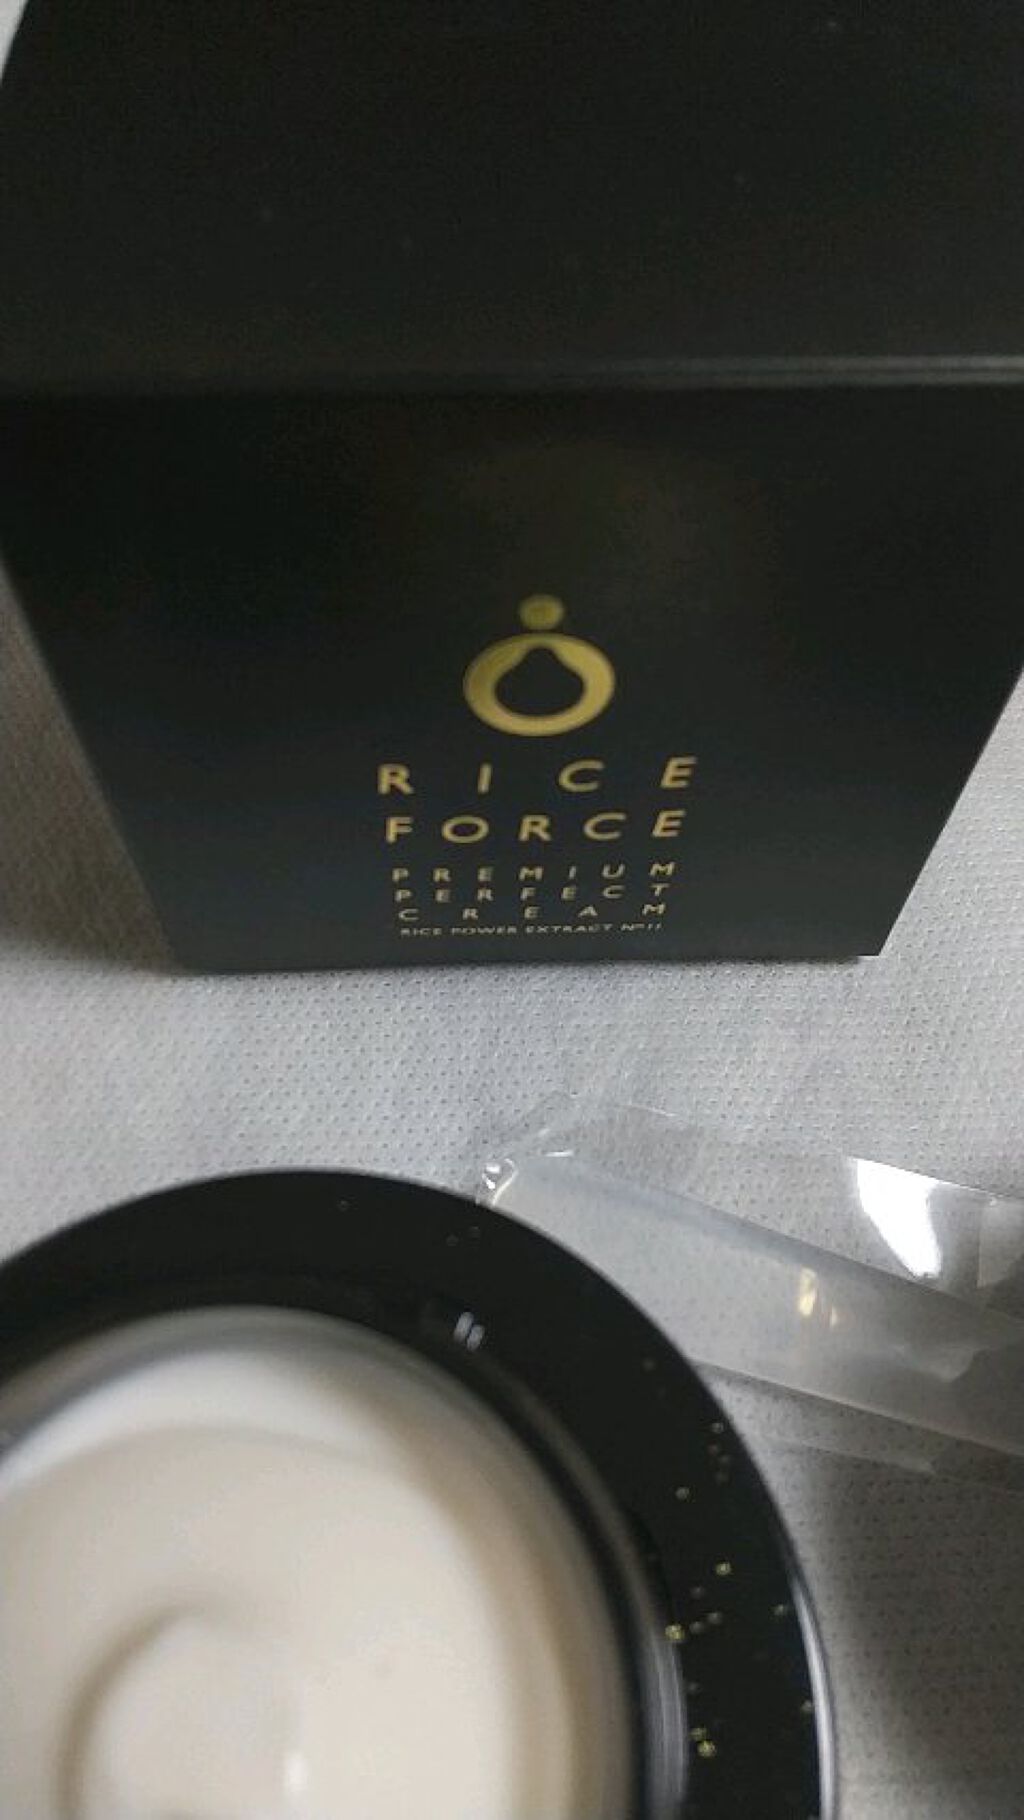 RICE
FORCE
PREMIUM
PERFECT
CREAM
RICE POWER EXTRACT Nº11